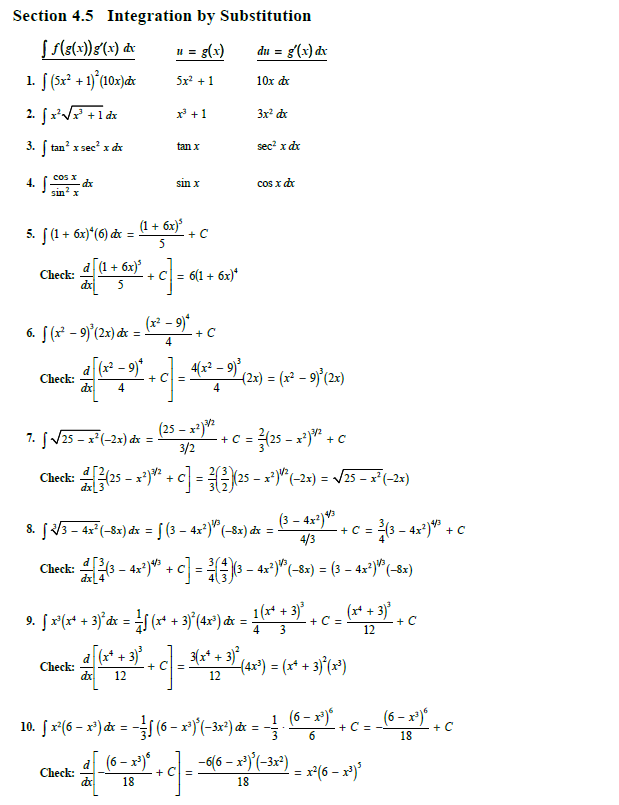 Section 4.5 Integration by Substitution
∫ f(g(x))g′(x) dx u = g(x) du = g′(x) dx
1. ∫ (5x² + 1)²(10x)dx 5x² + 1 10x dx
2. ∫ x²√(x³ + 1) dx x³ + 1 3x² dx
3. ∫ tan² x sec² x dx tan x sec² x dx
4. ∫ (cos x)/(sin² x) dx sin x cos x dx
5. ∫ (1 + 6x)⁴(6) dx = (1 + 6x)⁵/5 + C
Check: d/dx[(1 + 6x)⁵/5 + C] = 6(1 + 6x)⁴
6. ∫ (x² – 9)³(2x) dx = (x² – 9)⁴/4 + C
Check: d/dx[(x² – 9)⁴/4 + C] = 4(x² – 9)³/4 (2x) = (x² – 9)³(2x)
7. ∫ √(25 – x²)(–2x) dx = (25 – x²)^(3/2)/(3/2) + C = 2/3(25 – x²)^(3/2) + C
Check: d/dx[2/3(25 – x²)^(3/2) + C] = 2/3(3/2)(25 – x²)^(1/2)(–2x) = √(25 – x²)(–2x)
8. ∫ ∛(3 – 4x²)(–8x) dx = ∫ (3 – 4x²)^(1/3)(–8x) dx = (3 – 4x²)^(4/3)/(4/3) + C = 3/4(3 – 4x²)^(4/3) + C
Check: d/dx[3/4(3 – 4x²)^(4/3) + C] = 3/4(4/3)(3 – 4x²)^(1/3)(–8x) = (3 – 4x²)^(1/3)(–8x)
9. ∫ x³(x⁴ + 3)² dx = 1/4 ∫ (x⁴ + 3)²(4x³) dx = 1/4 (x⁴ + 3)³/3 + C = (x⁴ + 3)³/12 + C
Check: d/dx[(x⁴ + 3)³/12 + C] = 3(x⁴ + 3)²/12 (4x³) = (x⁴ + 3)²(x³)
10. ∫ x²(6 – x³) dx = –1/3 ∫ (6 – x³)⁵(–3x²) dx = –1/3 · (6 – x³)⁶/6 + C = –(6 – x³)⁶/18 + C
Check: d/dx[–(6 – x³)⁶/18 + C] = –6(6 – x³)⁵(–3x²)/18 = x²(6 – x³)⁵